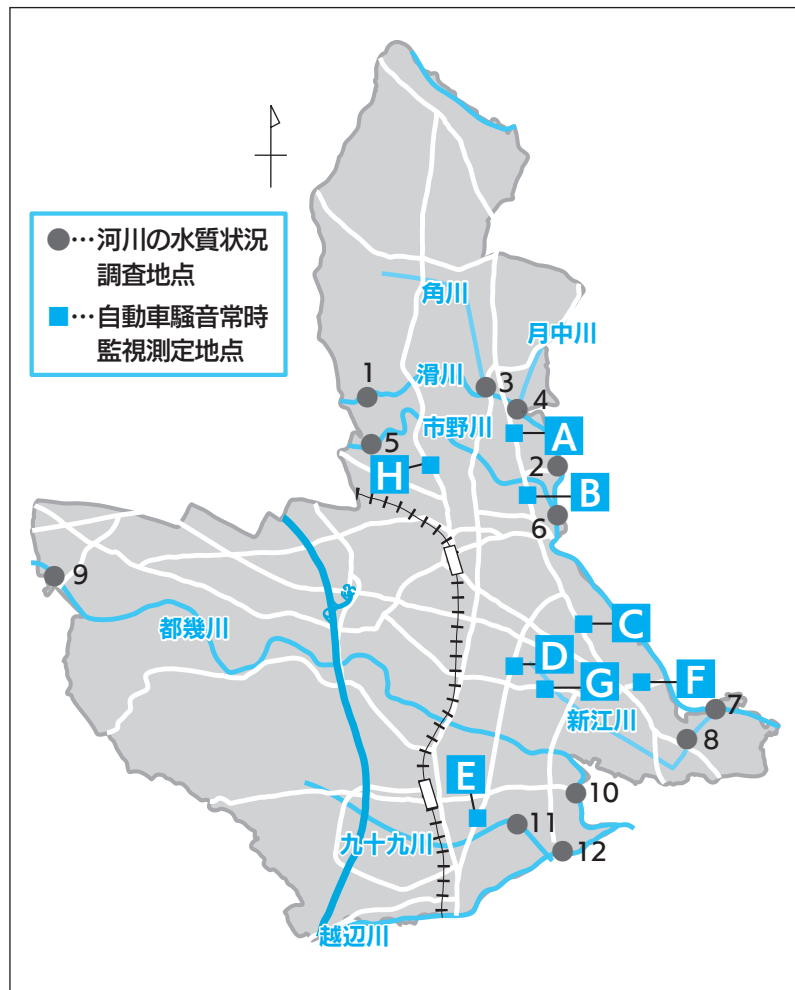 ●…河川の水質状況
調査地点
■…自動車騒音常時
監視測定地点
角川
月中川
1
滑川
3
4
市野川
5
A
2
H
B
6
9
都幾川
C
D
G
F
新江川
7
8
E
10
11
九十九川
12
越辺川